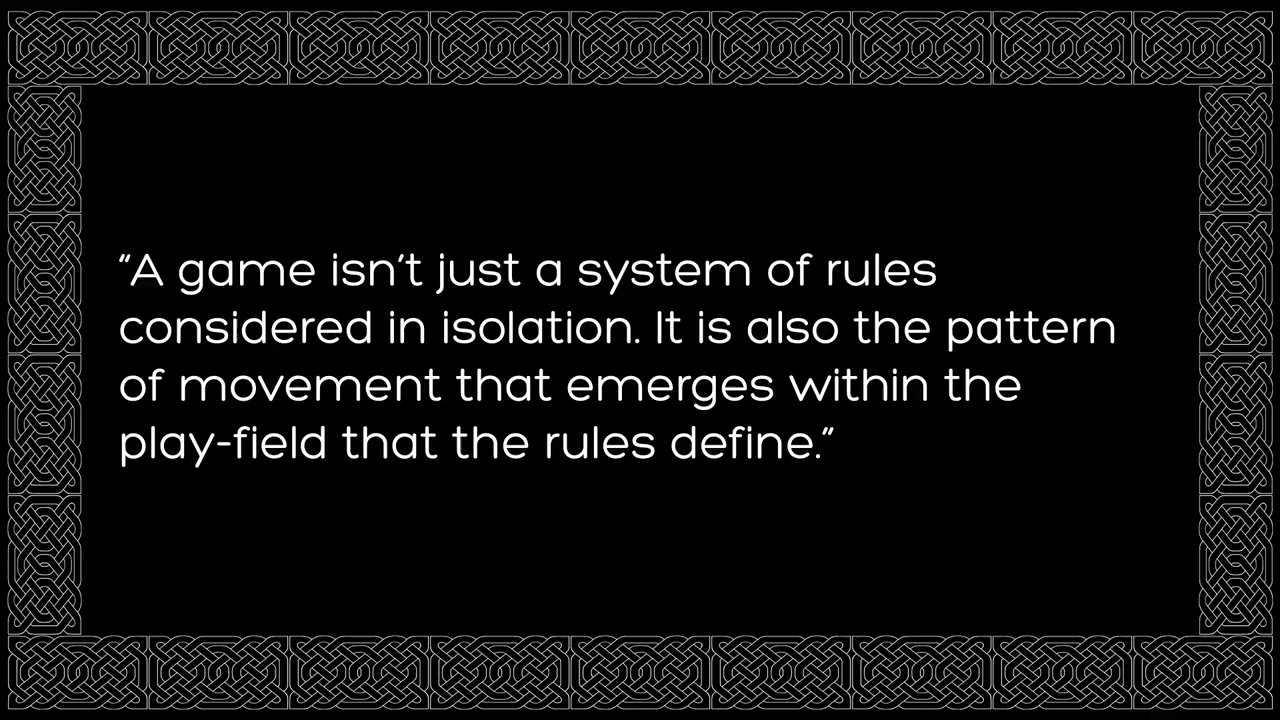 “A game isn’t just a system of rules
considered in isolation. It is also the pattern
of movement that emerges within the
play-field that the rules define.”